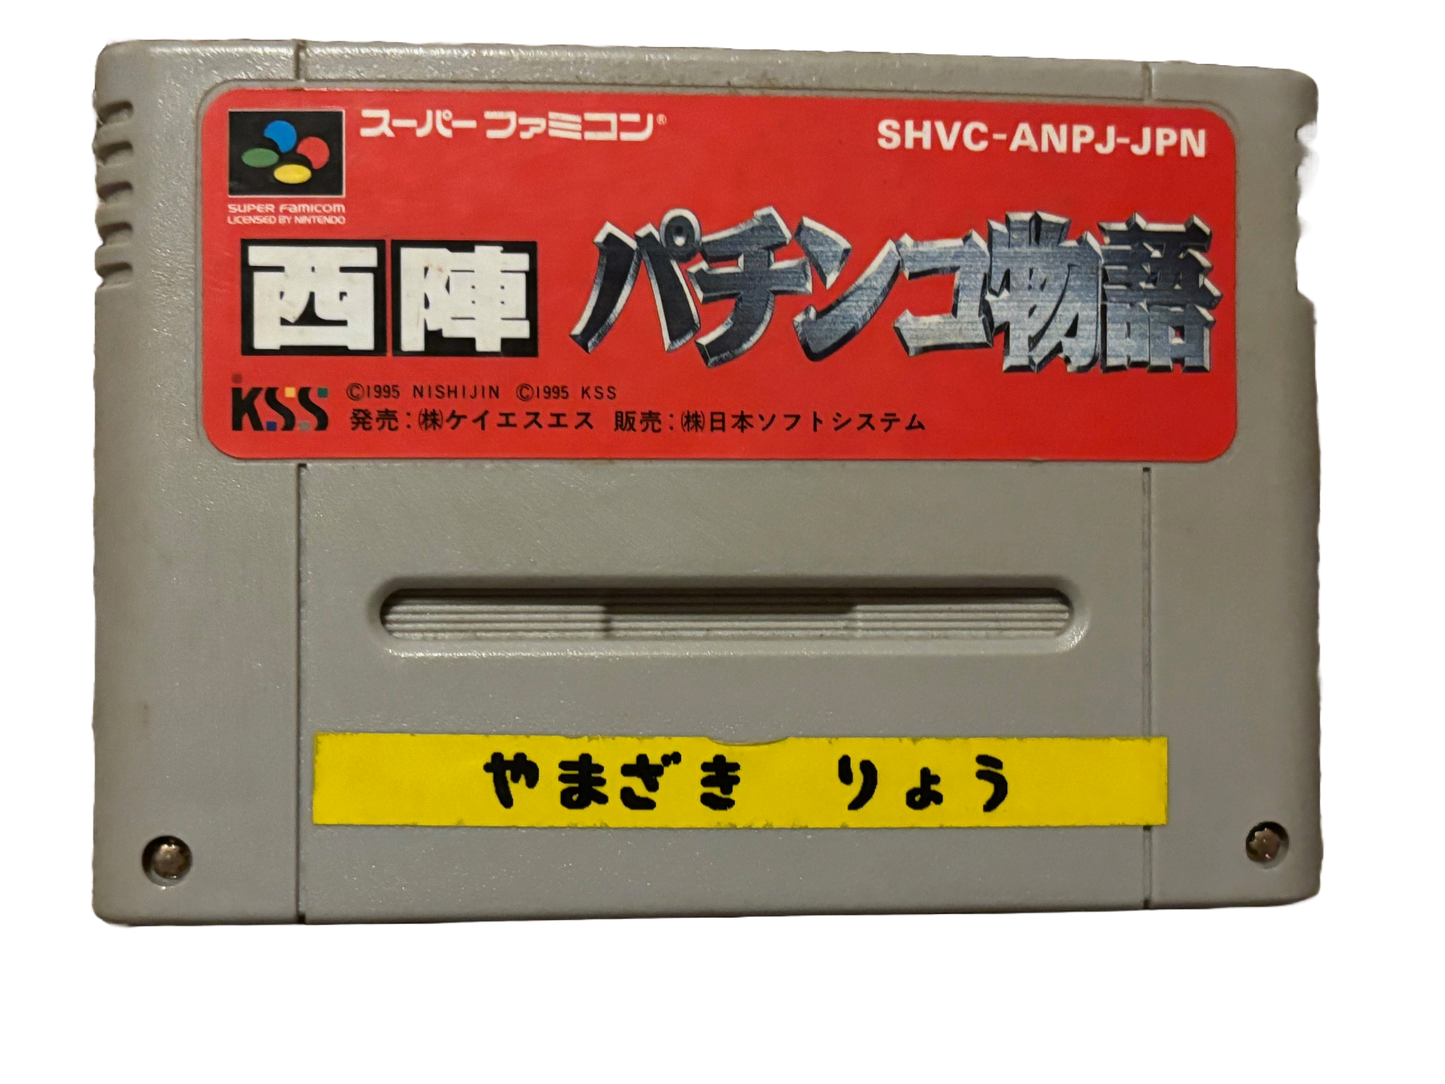 スーパーファミコン®
SHVC-ANPJ-JPN
SUPER FAMICOM
LICENSED BY NINTENDO
西陣 パチンコ物語
KSS ©1995 NISHIJIN ©1995 KSS
発売:㈱ケイエスエス 販売:㈱日本ソフトシステム
やまざき りょう